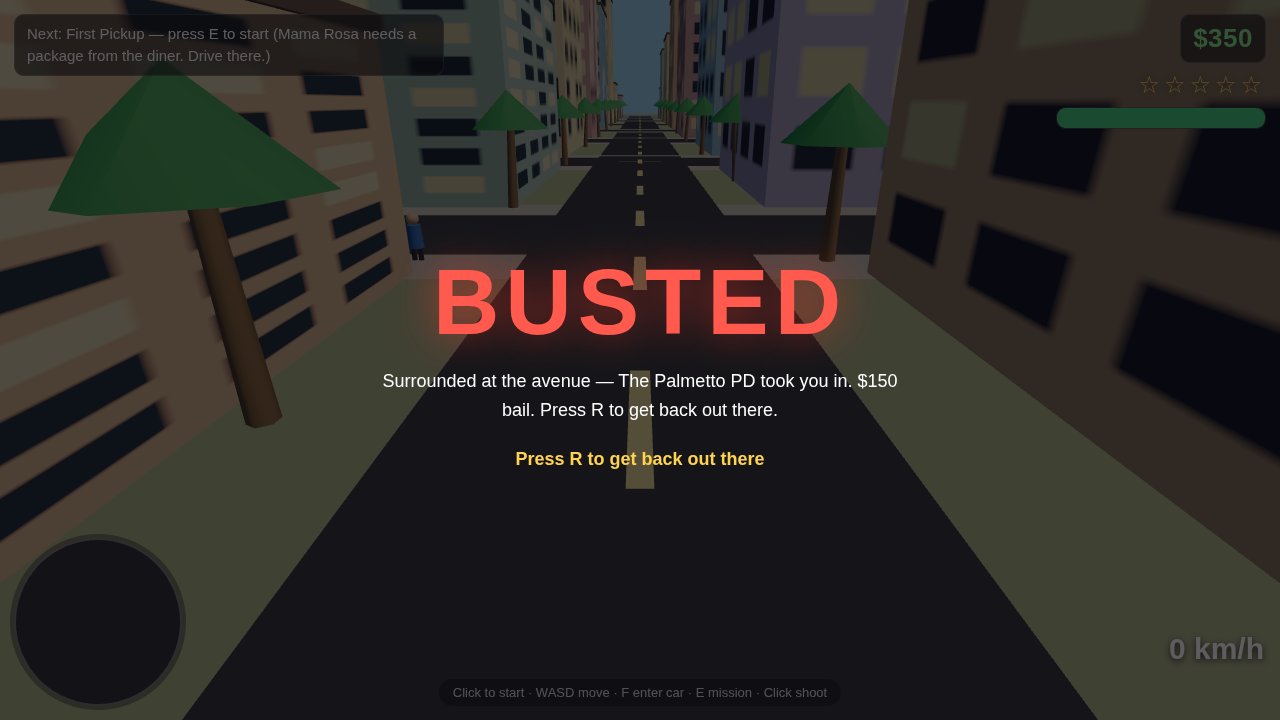 Next: First Pickup — press E to start (Mama Rosa needs a
package from the diner. Drive there.)
$350
☆☆☆☆☆
BUSTED
Surrounded at the avenue — The Palmetto PD took you in. $150
bail. Press R to get back out there.
Press R to get back out there
0 km/h
Click to start · WASD move · F enter car · E mission · Click shoot